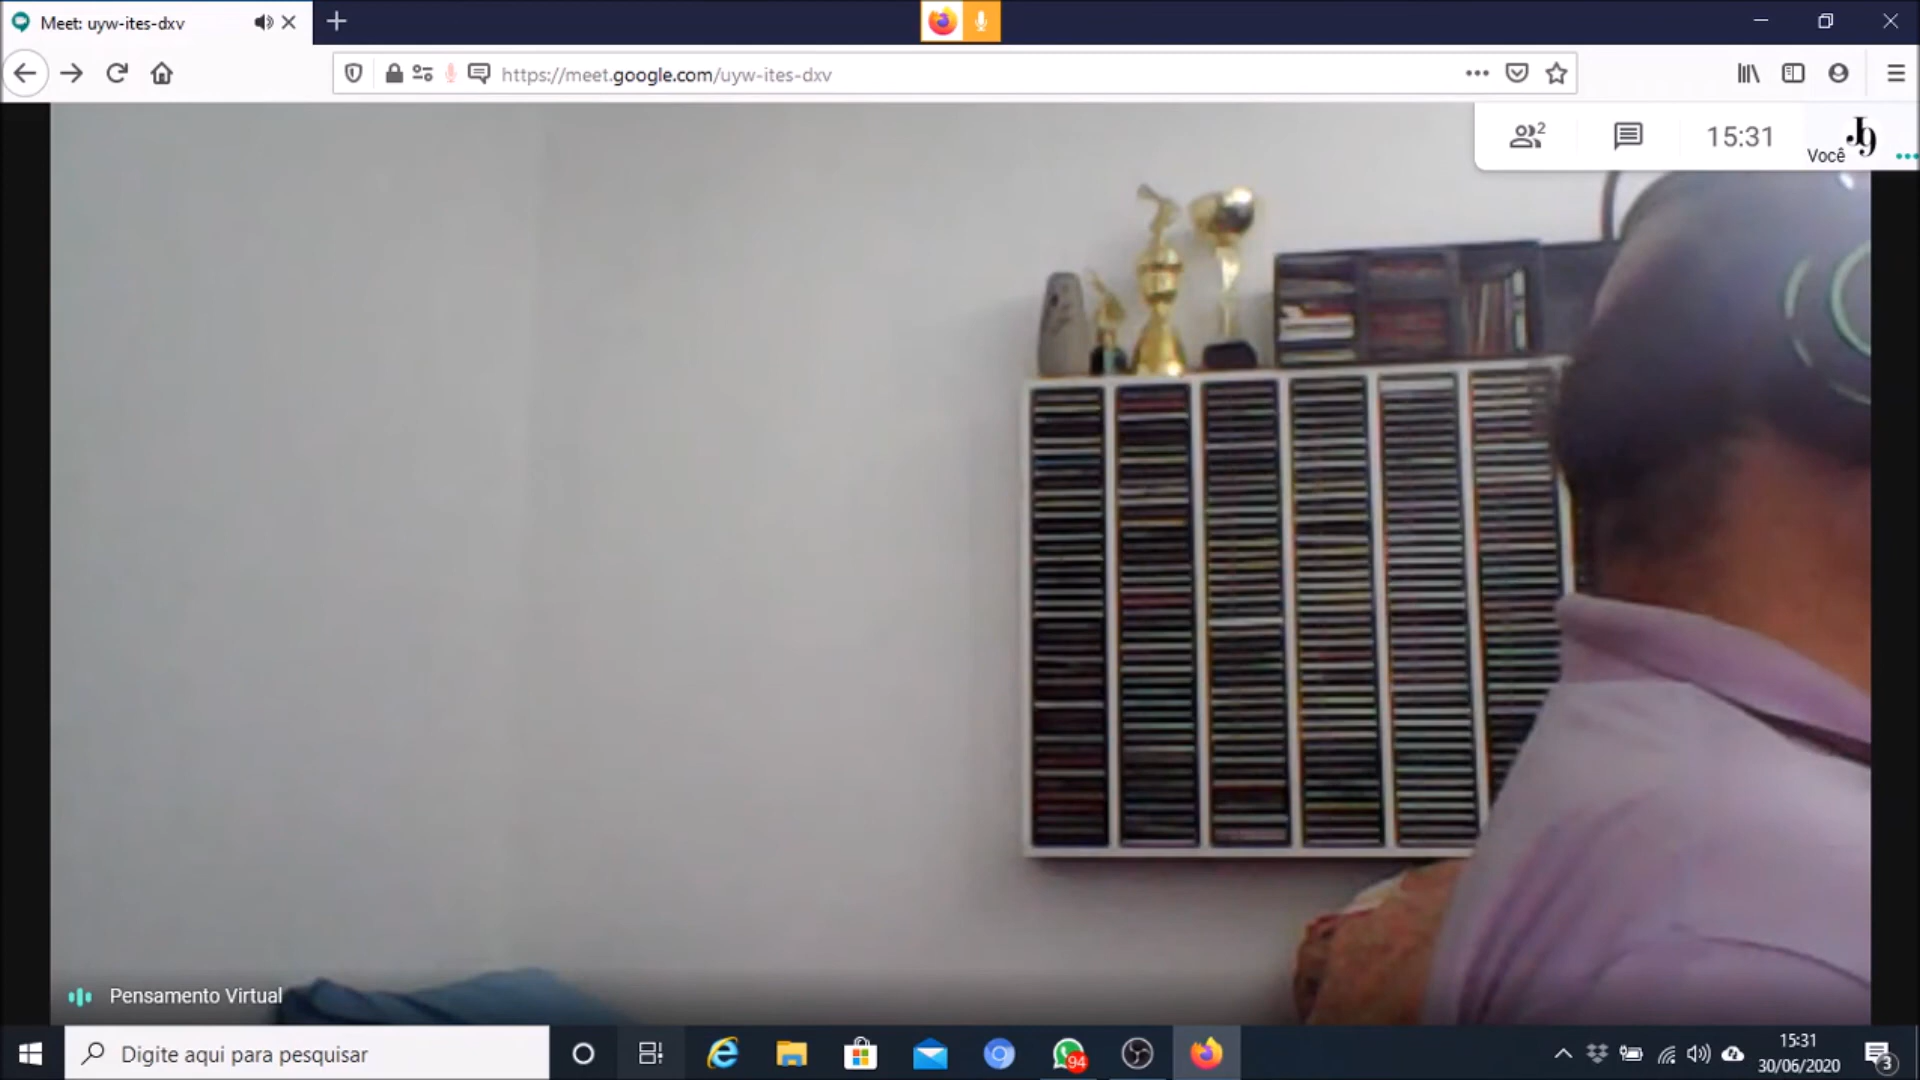 Meet: uyw-ites-dxv
https://meet.google.com/uyw-ites-dxv
2
15:31
Você
J9
Pensamento Virtual
Digite aqui para pesquisar
94
15:31
30/06/2020
3